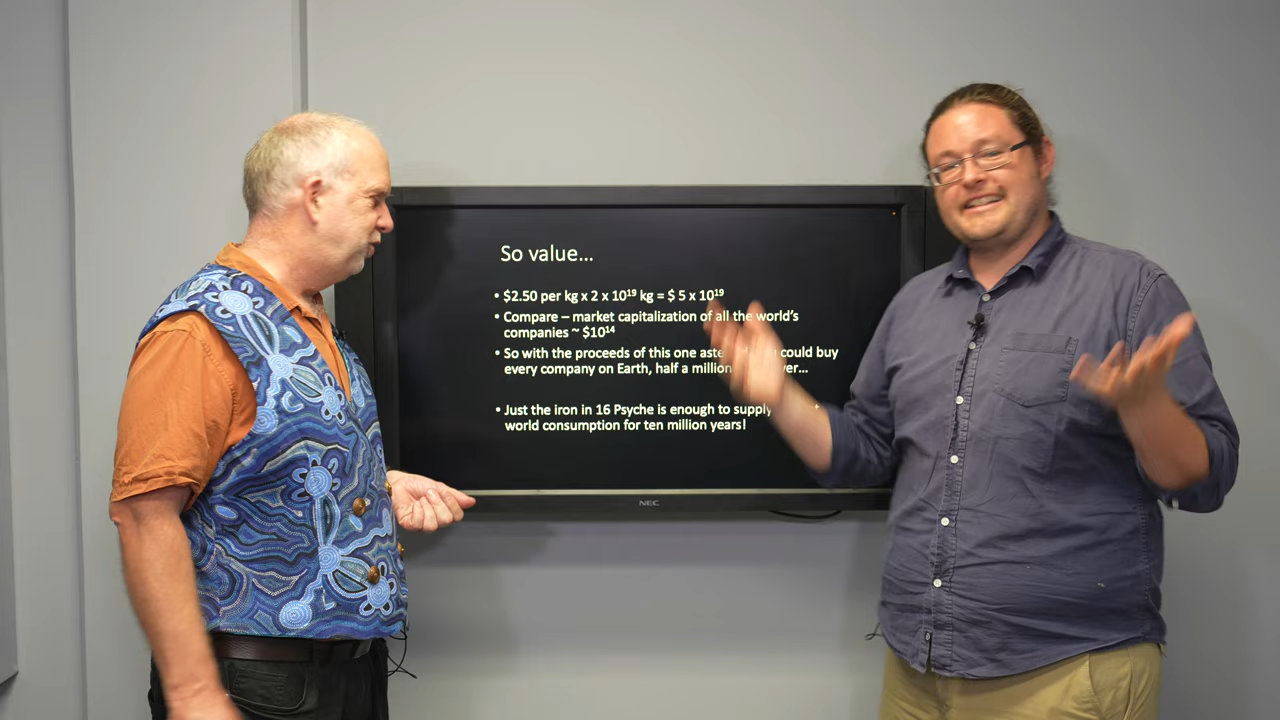 So value...
• $2.50 per kg x 2 x 10¹⁹ kg = $ 5 x 10¹⁹
• Compare – market capitalization of all the world's
companies ~ $10¹⁴
• So with the proceeds of this one could buy
every company on Earth, half a million
• Just the iron in 16 Psyche is enough to supply
world consumption for ten million years!
NEC